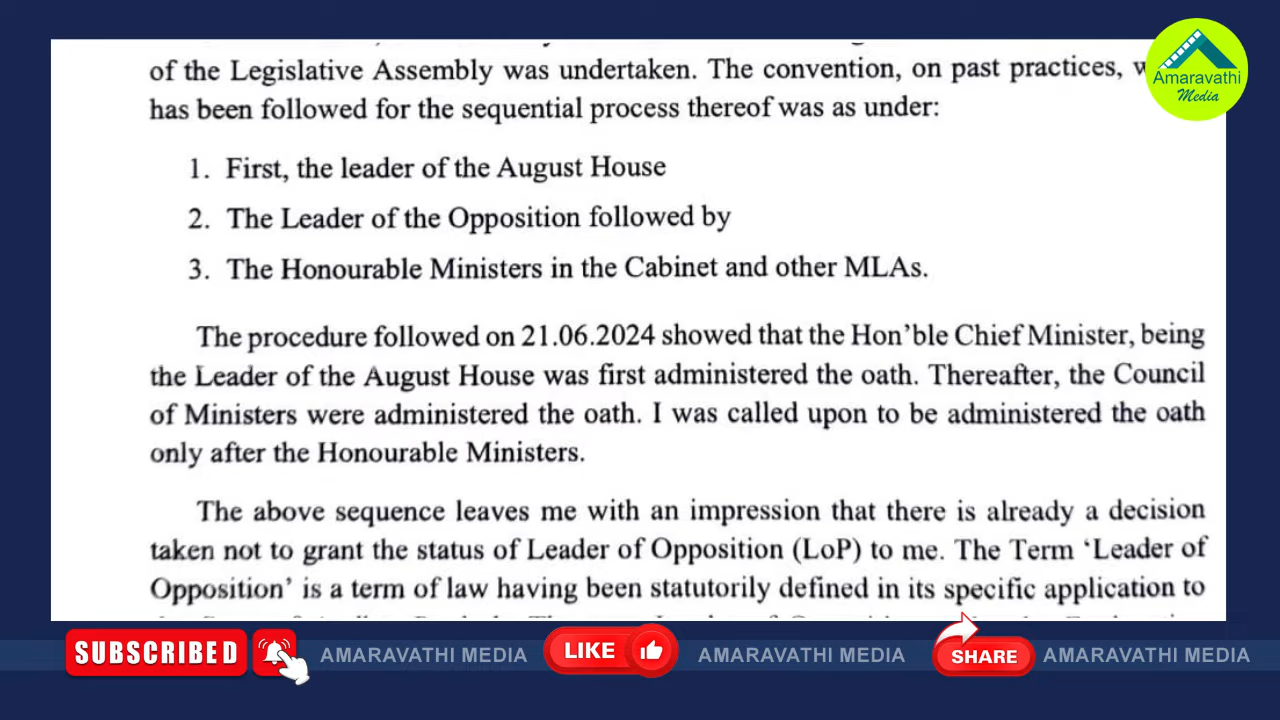 of the Legislative Assembly was undertaken. The convention, on past practices,
has been followed for the sequential process thereof was as under:
1. First, the leader of the August House
2. The Leader of the Opposition followed by
3. The Honourable Ministers in the Cabinet and other MLAs.
The procedure followed on 21.06.2024 showed that the Hon'ble Chief Minister, being
the Leader of the August House was first administered the oath. Thereafter, the Council
of Ministers were administered the oath. I was called upon to be administered the oath
only after the Honourable Ministers.
The above sequence leaves me with an impression that there is already a decision
taken not to grant the status of Leader of Opposition (LoP) to me. The Term 'Leader of
Opposition' is a term of law having been statutorily defined in its specific application to
Amaravathi
Media
SUBSCRIBED AMARAVATHI MEDIA LIKE AMARAVATHI MEDIA SHARE AMARAVATHI MEDIA